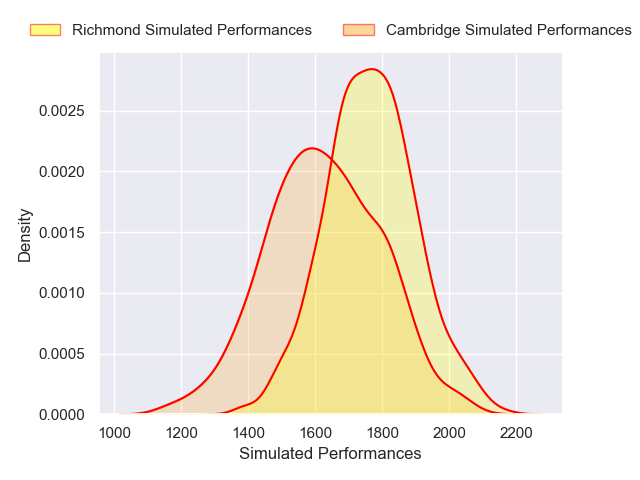 Richmond Simulated Performances Cambridge Simulated Performances
0.0025
0.0020
0.0015
0.0010
0.0005
0.0000
Density
1000 1200 1400 1600 1800 2000 2200
Simulated Performances